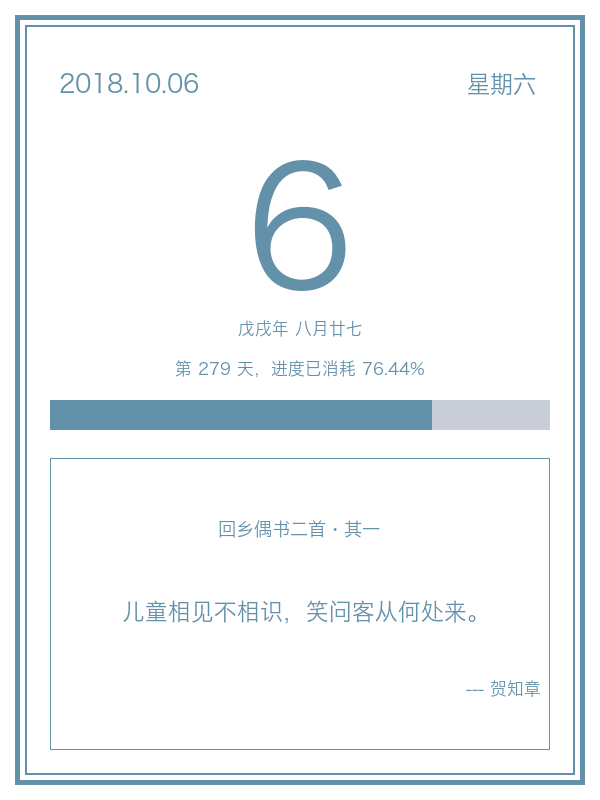 2018.10.06
星期六
6
戊戌年 八月廿七
第 279 天，进度已消耗 76.44%
回乡偶书二首·其一
儿童相见不相识，笑问客从何处来。
--- 贺知章